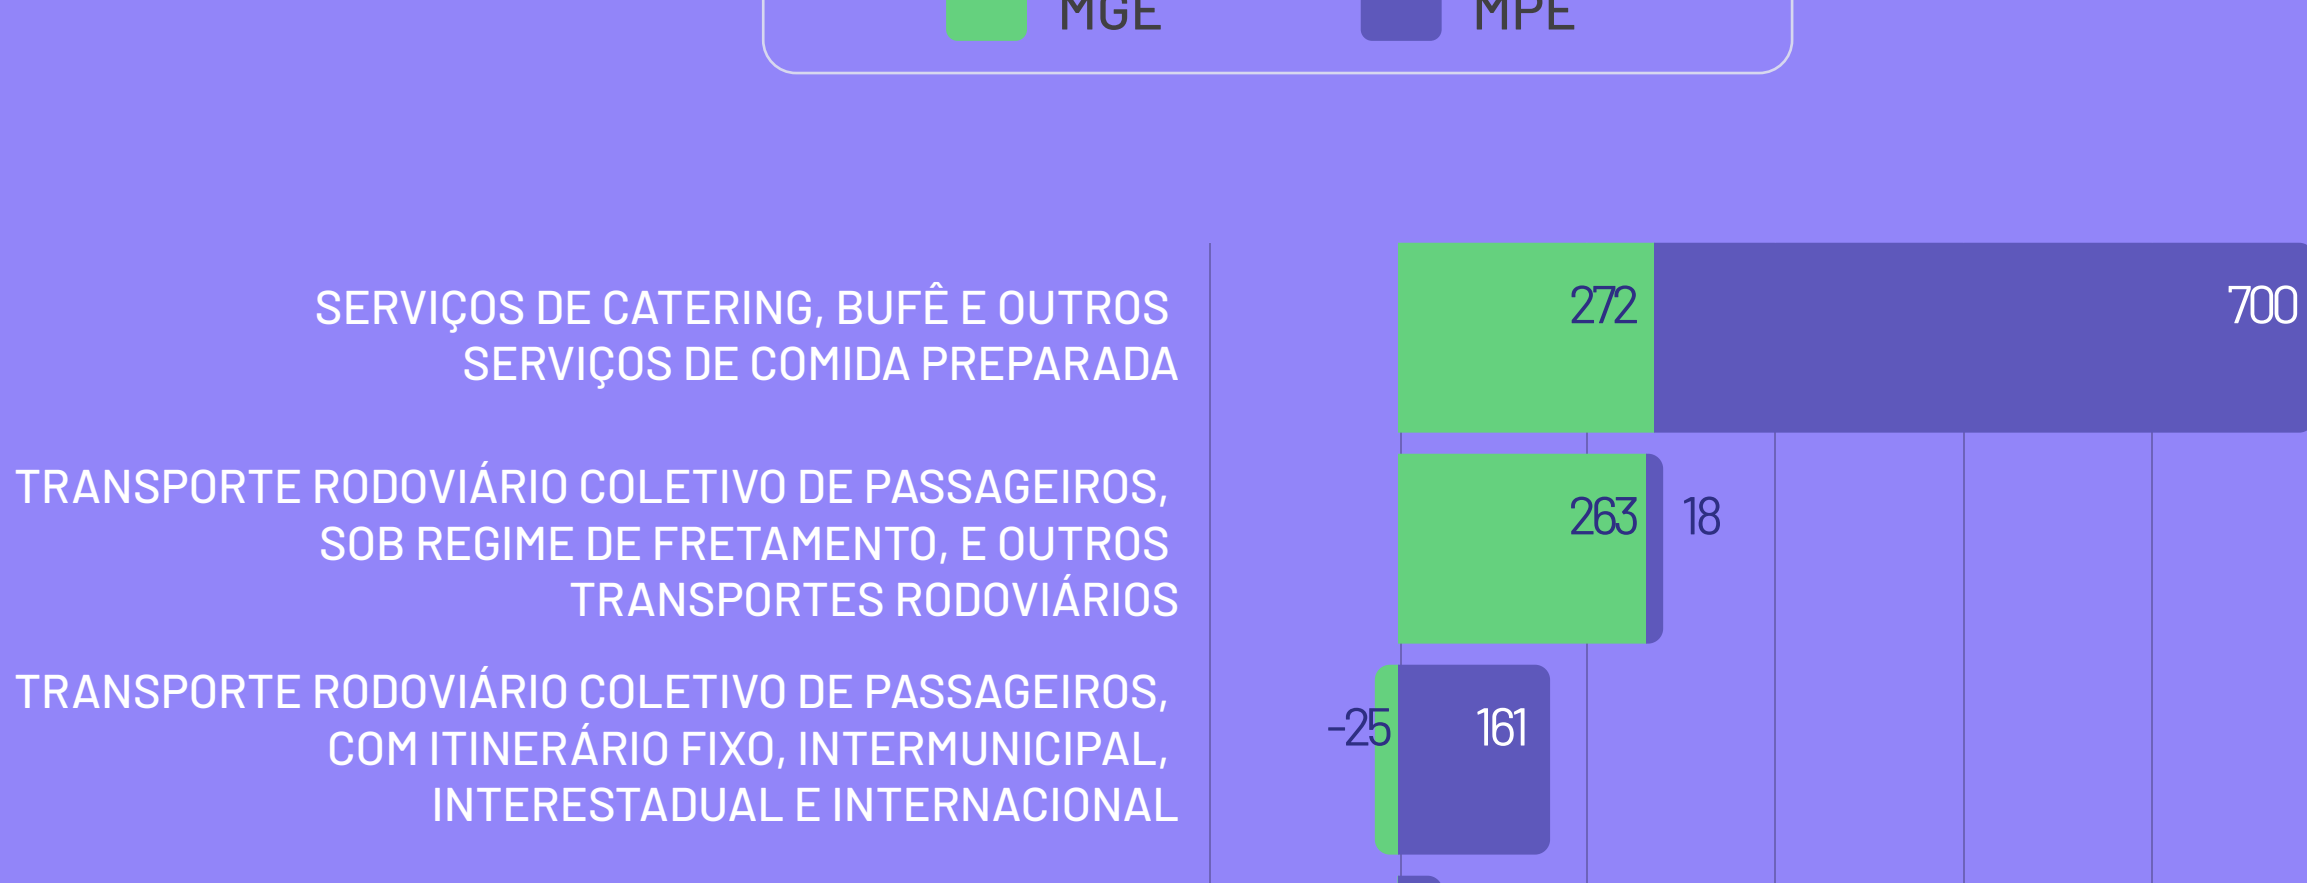 MGE MPE
SERVIÇOS DE CATERING, BUFÊ E OUTROS
SERVIÇOS DE COMIDA PREPARADA
272 700
TRANSPORTE RODOVIÁRIO COLETIVO DE PASSAGEIROS,
SOB REGIME DE FRETAMENTO, E OUTROS
TRANSPORTES RODOVIÁRIOS
263 18
TRANSPORTE RODOVIÁRIO COLETIVO DE PASSAGEIROS,
COM ITINERÁRIO FIXO, INTERMUNICIPAL,
INTERESTADUAL E INTERNACIONAL
-25 161